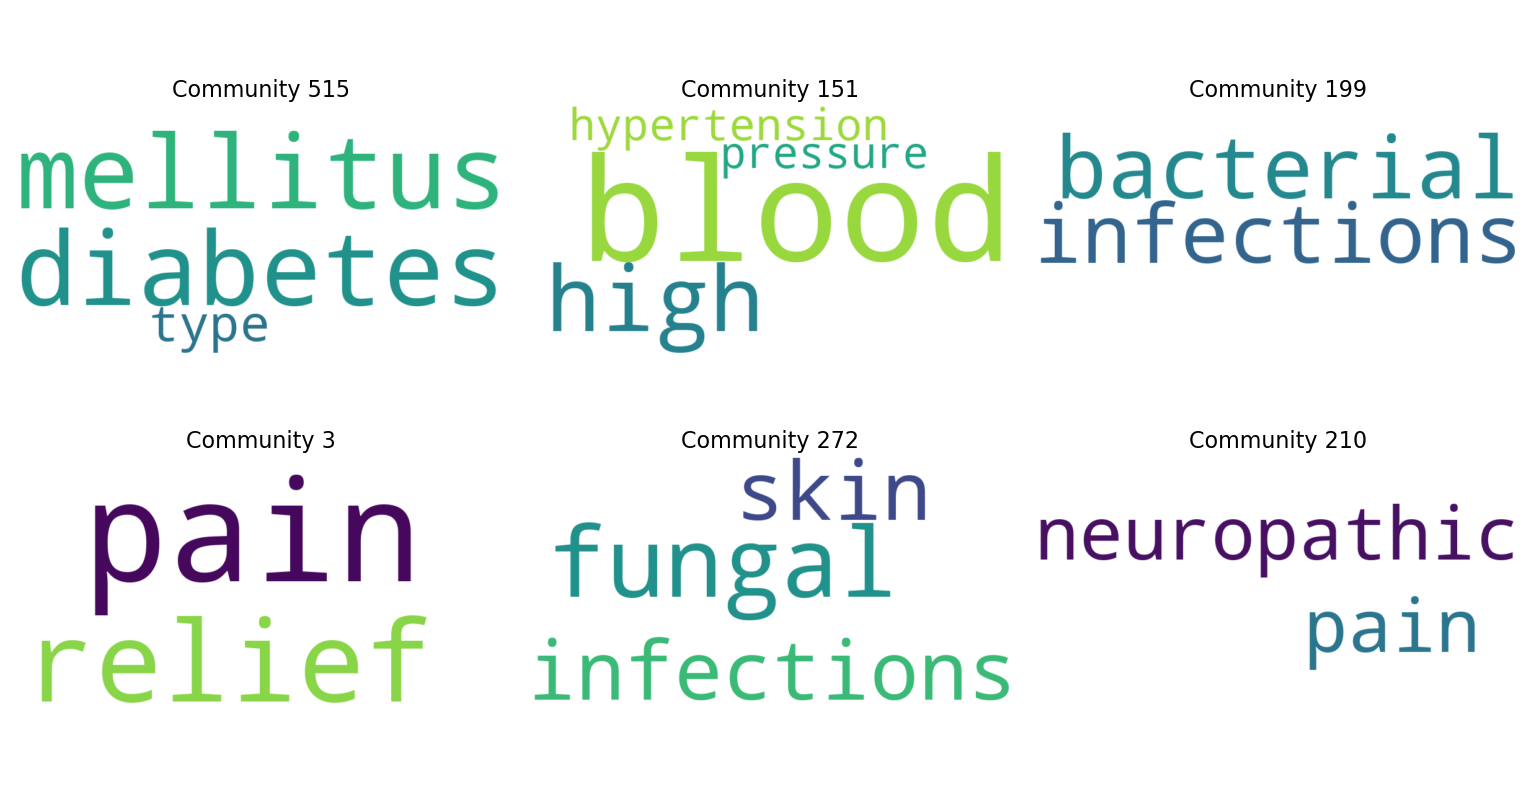 Community 515
mellitus
diabetes
type
Community 151
hypertension
pressure
blood
high
Community 199
bacterial
infections
Community 3
pain
relief
Community 272
skin
fungal
infections
Community 210
neuropathic
pain